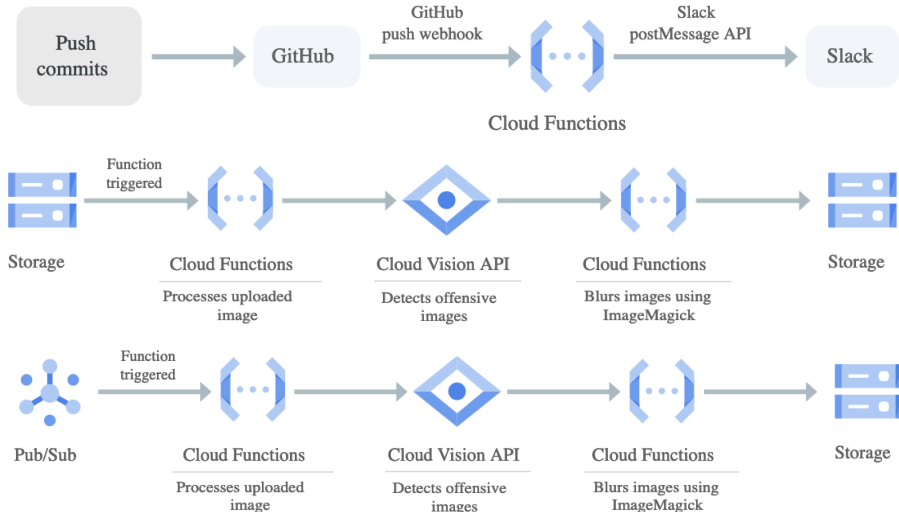 Push
commits
GitHub
GitHub
push webhook
Cloud Functions
Slack
postMessage API
Slack
Function
triggered
Storage
Cloud Functions
Processes uploaded
image
Cloud Vision API
Detects offensive
images
Cloud Functions
Blurs images using
ImageMagick
Storage
Function
triggered
Pub/Sub
Cloud Functions
Processes uploaded
image
Cloud Vision API
Detects offensive
images
Cloud Functions
Blurs images using
ImageMagick
Storage